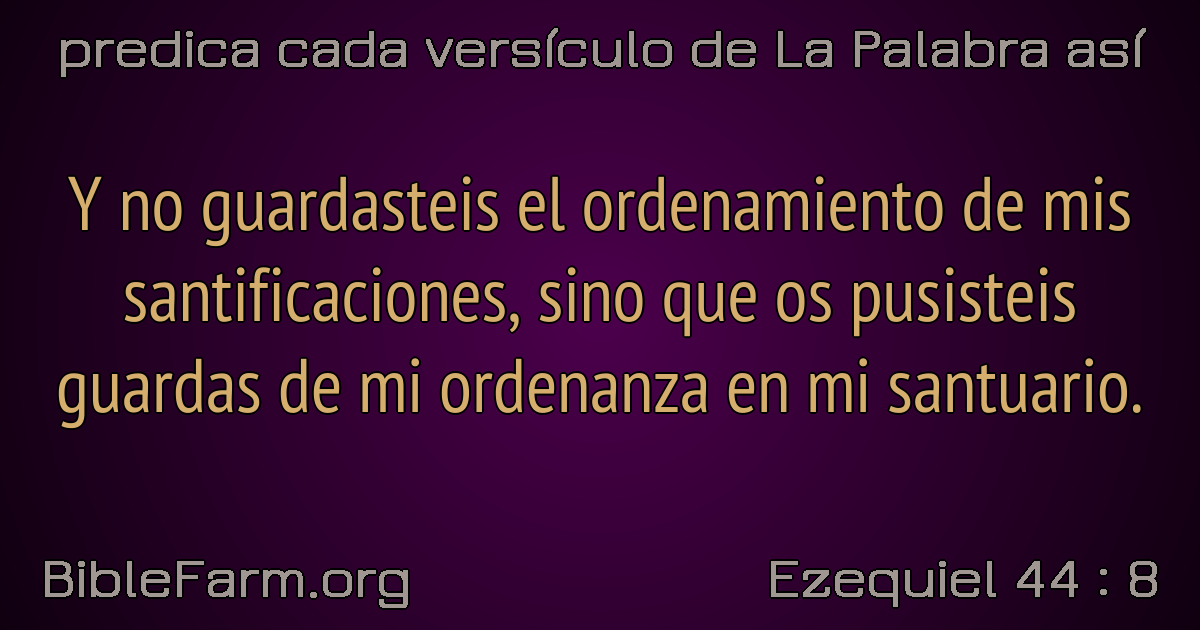 predica cada versículo de La Palabra así
Y no guardasteis el ordenamiento de mis
santificaciones, sino que os pusisteis
guardas de mi ordenanza en mi santuario.
BibleFarm.org
Ezequiel 44 : 8